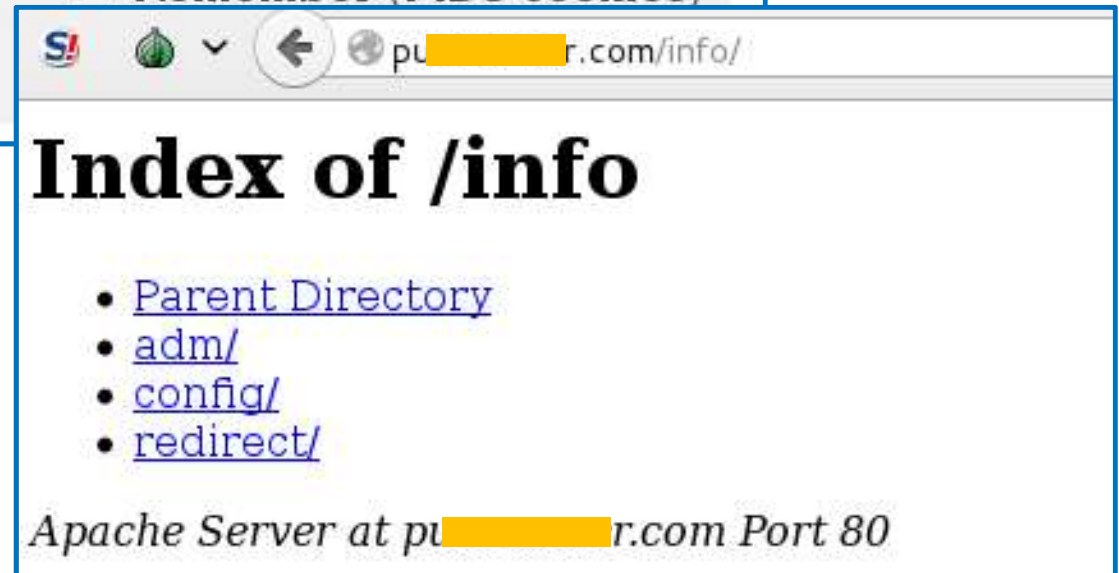 S!
pu r.com/info/
Index of /info
Parent Directory
adm/
config/
redirect/
Apache Server at pu r.com Port 80